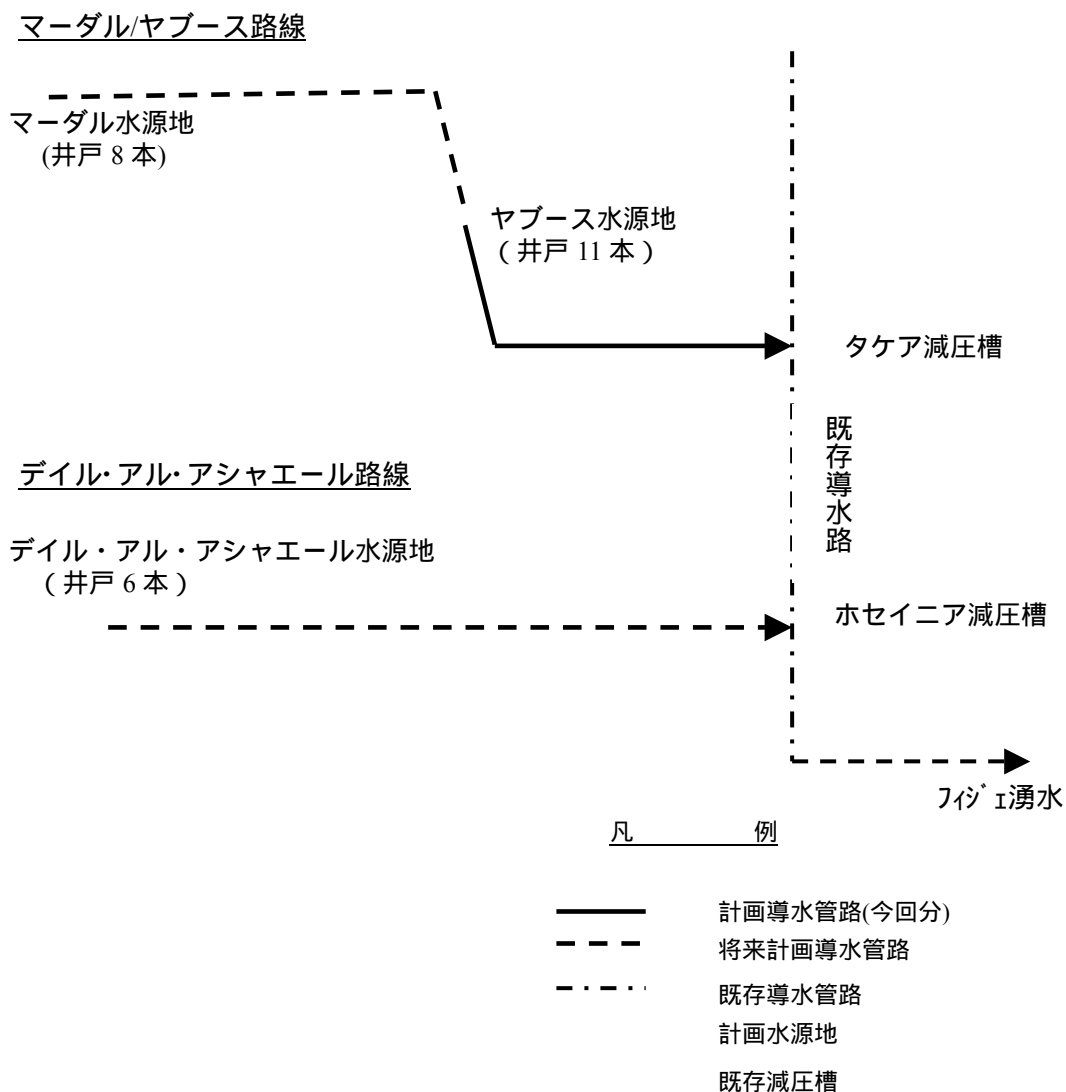 マーダル/ヤブース路線
マーダル水源地
(井戸 8 本)
ヤブース水源地
（井戸 11 本）
タケア減圧槽
既存導水路
デイル・アル・アシャエール路線
デイル・アル・アシャエール水源地
（井戸 6 本）
ホセイニア減圧槽
ﾌｨｼﾞｪ湧水
凡 例
計画導水管路(今回分)
将来計画導水管路
既存導水管路
計画水源地
既存減圧槽